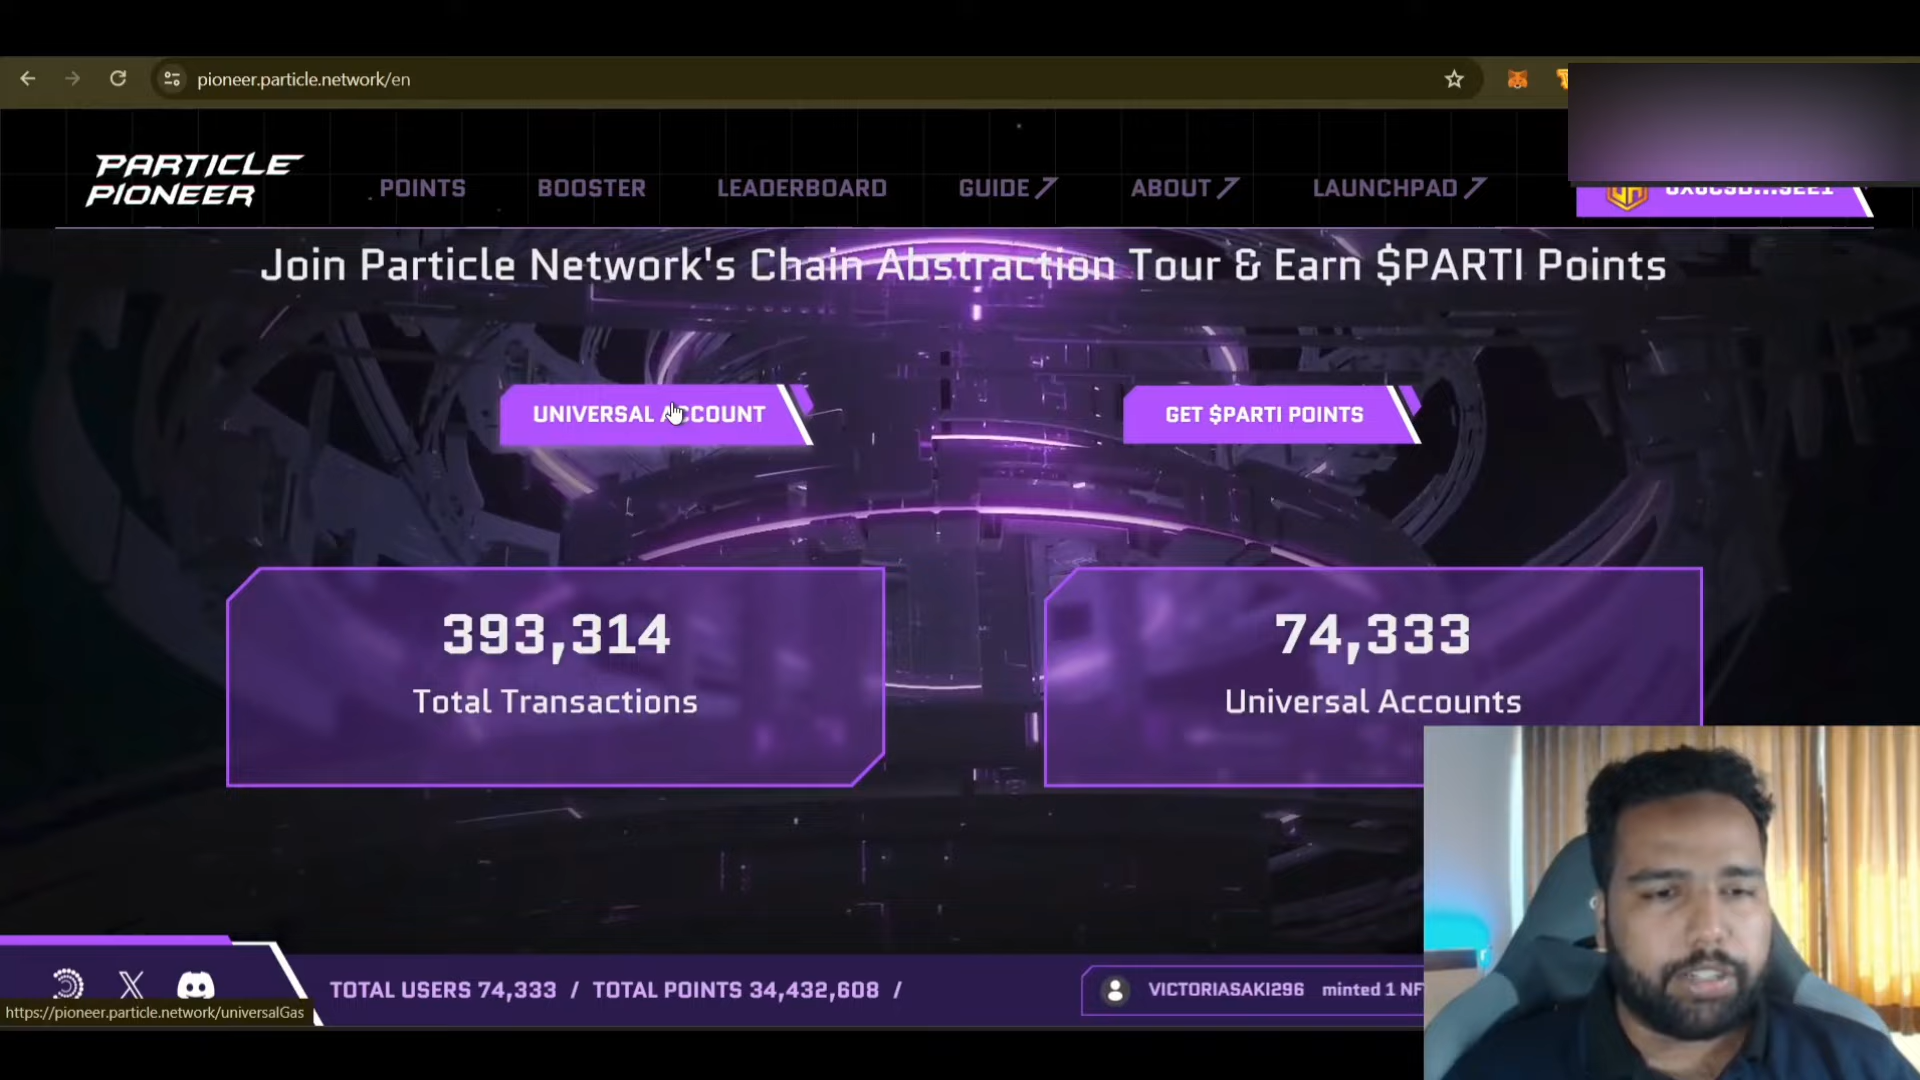 pioneer.particle.network/en
PARTICLE
PIONEER
POINTS
BOOSTER
LEADERBOARD
GUIDE
ABOUT
LAUNCHPAD
Join Particle Network's Chain Abstraction Tour & Earn $PARTI Points
UNIVERSAL ACCOUNT
GET $PARTI POINTS
393,314
Total Transactions
74,333
Universal Accounts
TOTAL USERS 74,333 / TOTAL POINTS 34,432,608 /
VICTORIASAKI296 minted 1
https://pioneer.particle.network/universalGas